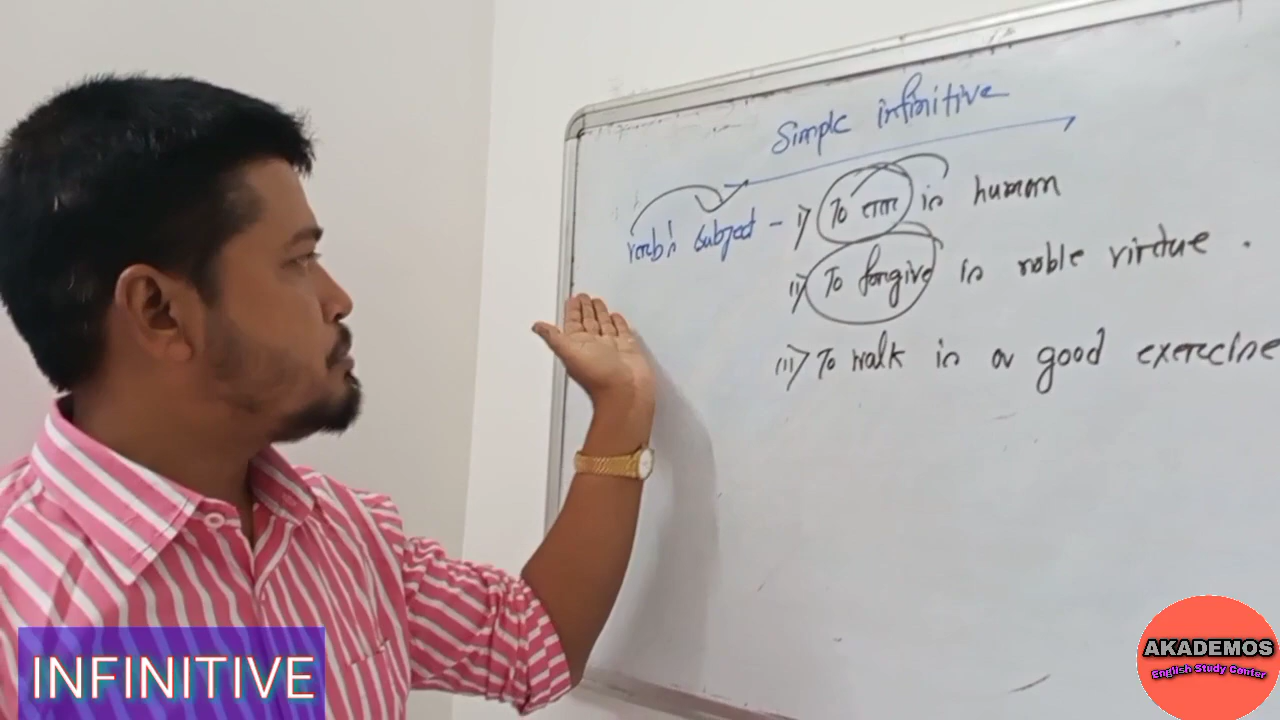 Simple infinitive
verb's subject - i) To err is human
ii) To forgive is noble virtue.
iii) To walk is a good exercise
INFINITIVE
AKADEMOS
English Study Center